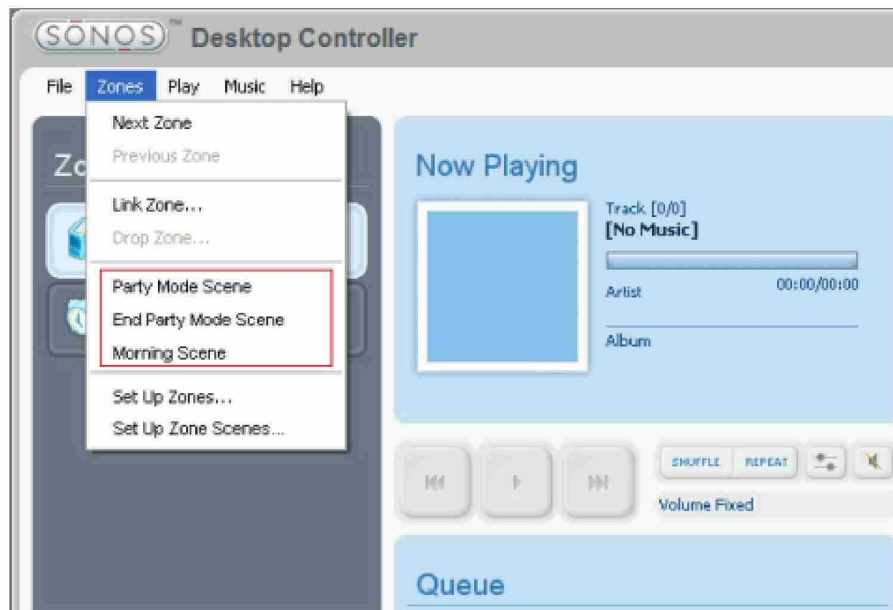 SONOS™ Desktop Controller
File Zones Play Music Help
Next Zone
Previous Zone
Link Zone...
Drop Zone...
Party Mode Scene
End Party Mode Scene
Morning Scene
Set Up Zones...
Set Up Zone Scenes...
Zo
Now Playing
Track [0/0]
[No Music]
Artist 00:00/00:00
Album
SHUFFLE REPEAT
Volume Fixed
Queue